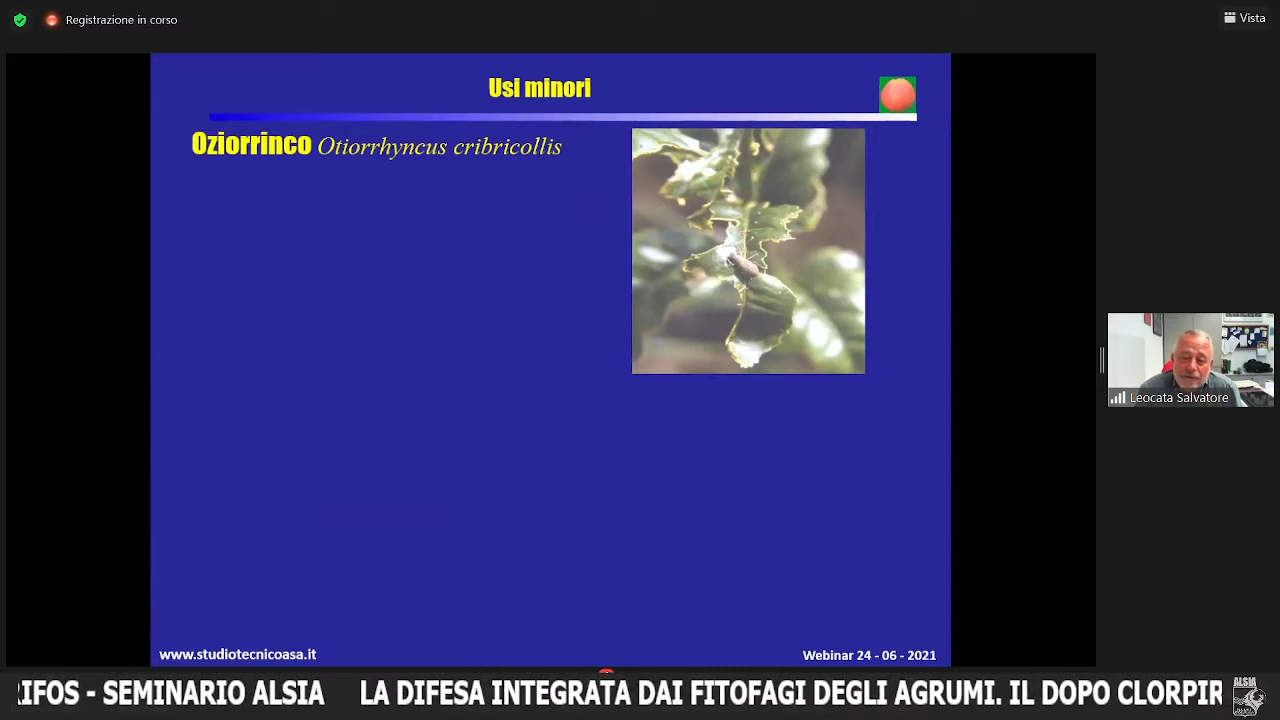 Registrazione in corso
Vista
Usi minori
Oziorrinco Otiorrhyncus cribricollis
Leocata Salvatore
www.studiotecnicoasa.it
Webinar 24 - 06 - 2021
RIFOS - SEMINARIO ALSIA LA DIFESA INTEGRATA DAI FITOFAGI DEGLI AGRUMI. IL DOPO CLORPIR
ALSIA